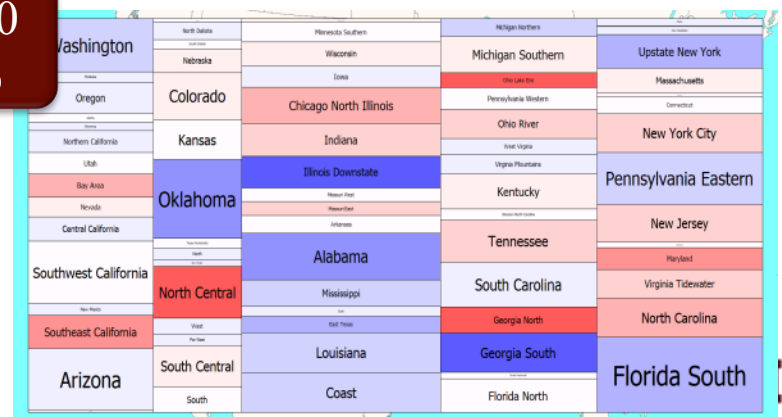 0
Washington
Oregon
Northern California
Utah
Bay Area
Nevada
Central California
Southwest California
New Mexico
Southeast California
Arizona
North Dakota
Nebraska
Colorado
Kansas
Oklahoma
North Central
West
Far West
South Central
South
Minnesota Southern
Wisconsin
Iowa
Chicago North Illinois
Indiana
Illinois Downstate
Missouri West
Missouri East
Arkansas
Alabama
Mississippi
East Texas
Louisiana
Coast
Michigan Northern
Michigan Southern
Ohio Lake Erie
Pennsylvania Western
Ohio River
West Virginia
Virginia Mountains
Kentucky
Tennessee
South Carolina
Georgia North
Georgia South
Florida North
Upstate New York
Massachusetts
Connecticut
New York City
Pennsylvania Eastern
New Jersey
Maryland
Virginia Tidewater
North Carolina
Florida South